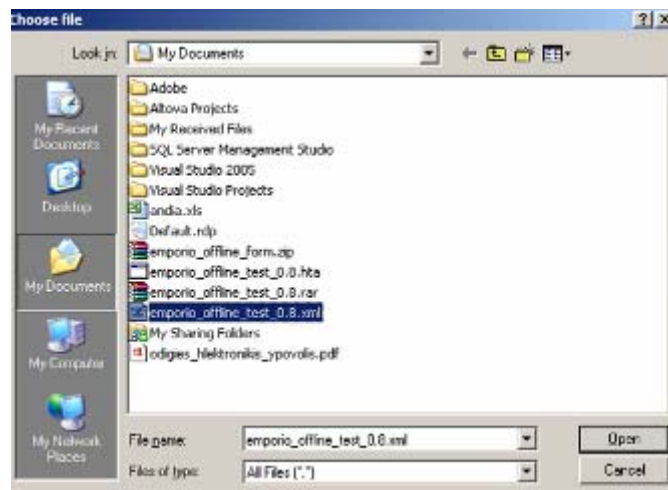 Choose file
Look in: My Documents
My Recent
Documents
Desktop
My Documents
My Computer
My Network
Places
Adobe
Altova Projects
My Received Files
SQL Server Management Studio
Visual Studio 2005
Visual Studio Projects
andia.xls
Default.rdp
emporio_offline_form.zip
emporio_offline_test_0.8.hta
emporio_offline_test_0.8.rar
emporio_offline_test_0.8.xml
My Sharing Folders
odigies_hlektronikis_ypovolis.pdf
File name: emporio_offline_test_0.8.xml Open
Files of type: All Files (*.*) Cancel